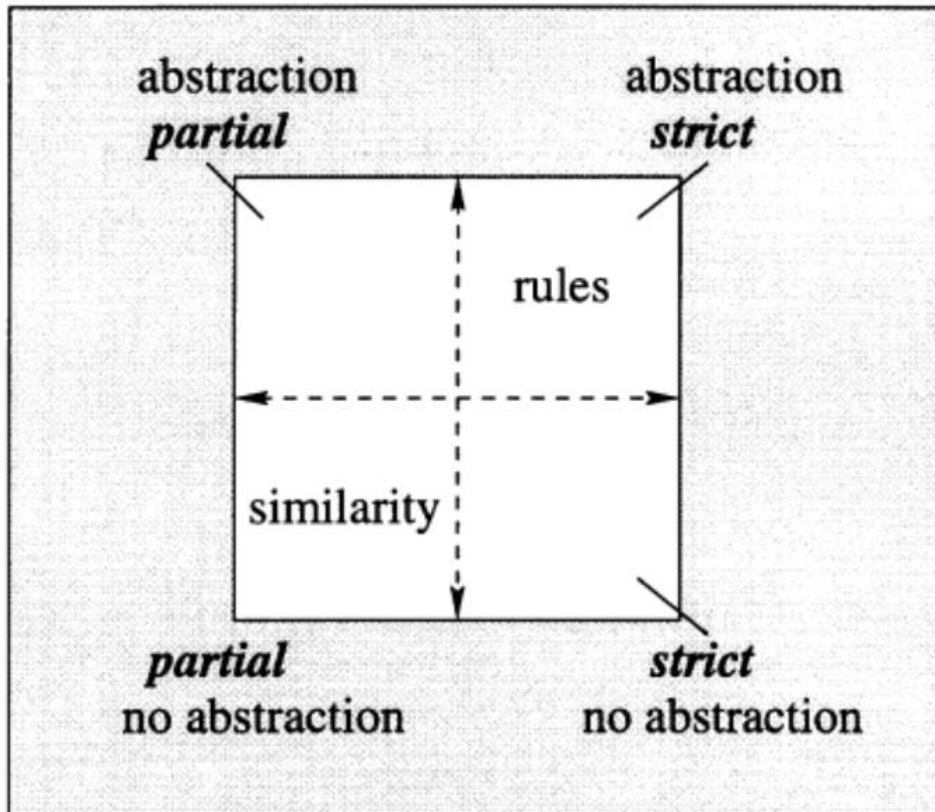 abstraction
partial
abstraction
strict
rules
similarity
partial
no abstraction
strict
no abstraction